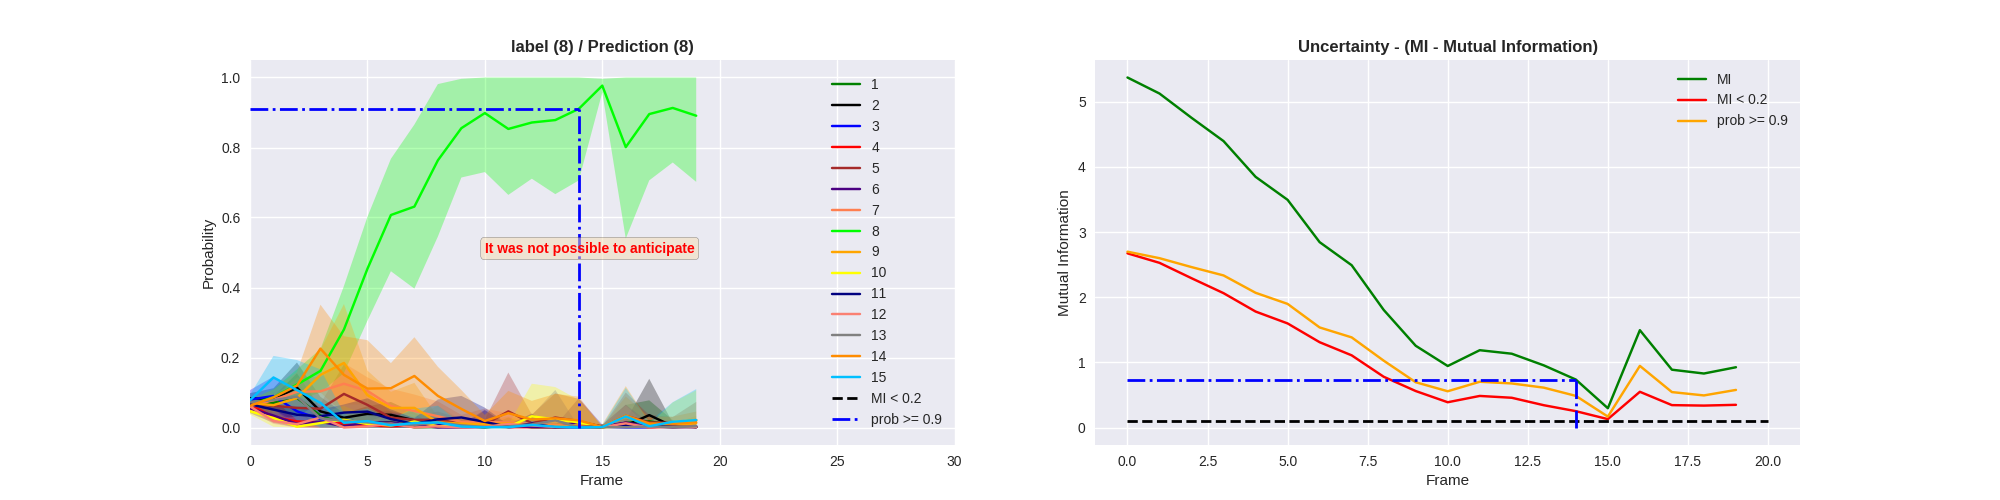 label (8) / Prediction (8)
Probability
1.0
0.8
0.6
0.4
0.2
0.0
It was not possible to anticipate
1
2
3
4
5
6
7
8
9
10
11
12
13
14
15
MI < 0.2
prob >= 0.9
0 5 10 15 20 25 30
Frame
Uncertainty - (MI - Mutual Information)
Mutual Information
5
4
3
2
1
0
MI
MI < 0.2
prob >= 0.9
0.0 2.5 5.0 7.5 10.0 12.5 15.0 17.5 20.0
Frame